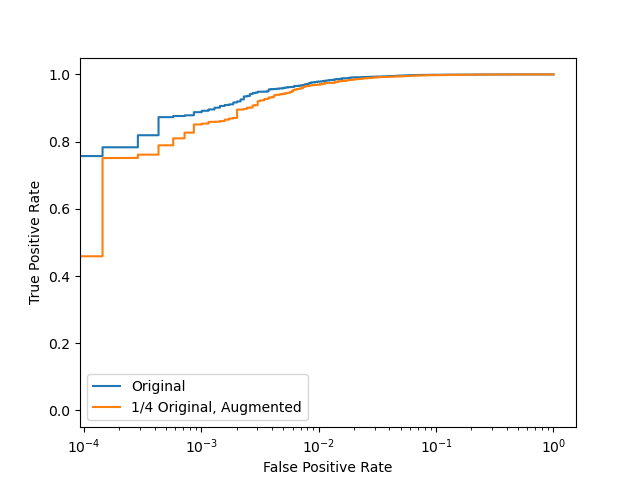 1.0
0.8
0.6
0.4
0.2
0.0
True Positive Rate
Original
1/4 Original, Augmented
10⁻⁴ 10⁻³ 10⁻² 10⁻¹ 10⁰
False Positive Rate